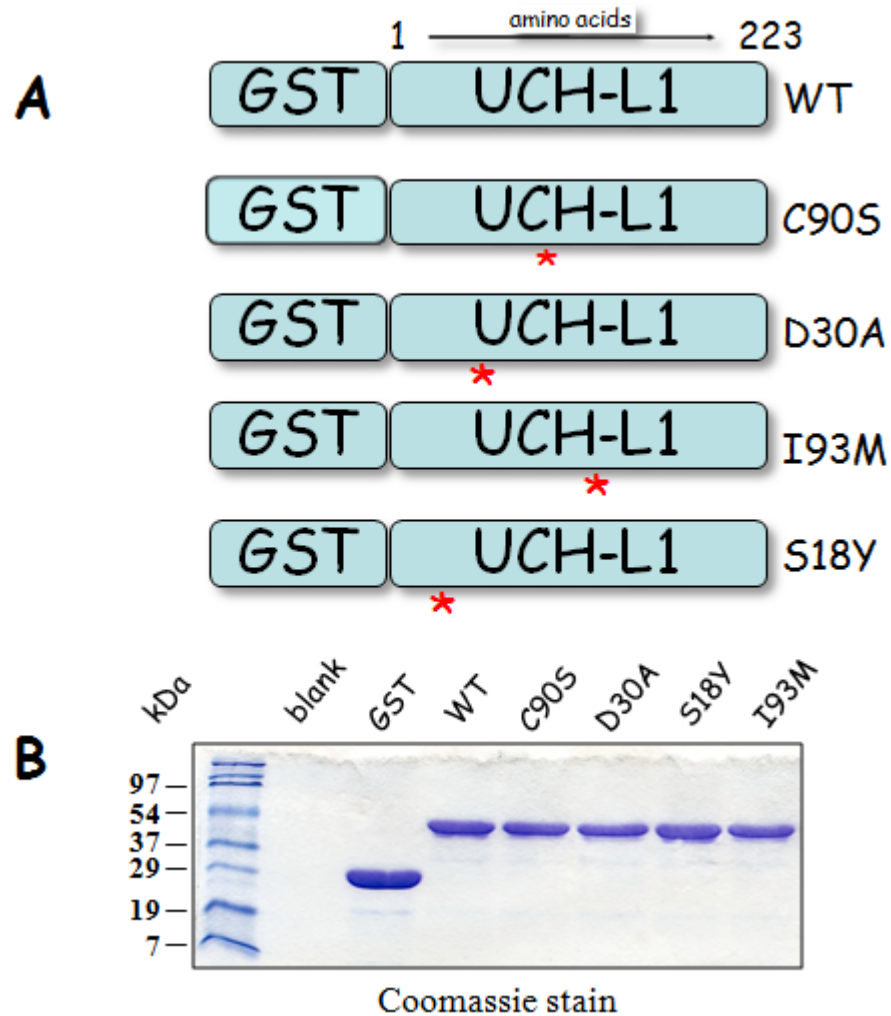 amino acids
1 223
A
GST UCH-L1 WT
GST UCH-L1 C90S
*
GST UCH-L1 D30A
*
GST UCH-L1 I93M
*
GST UCH-L1 S18Y
*
B
kDa blank GST WT C90S D30A S18Y I93M
97
54
37
29
19
7
Coomassie stain